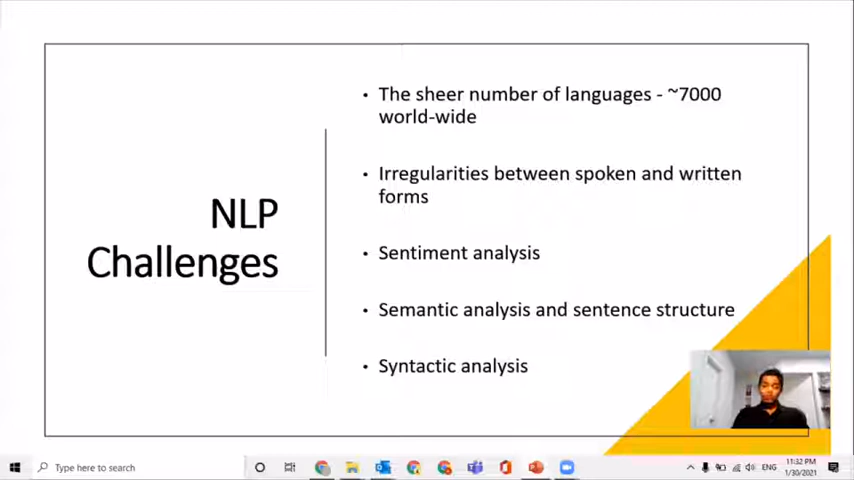 NLP
Challenges
• The sheer number of languages - ~7000
world-wide
• Irregularities between spoken and written
forms
• Sentiment analysis
• Semantic analysis and sentence structure
• Syntactic analysis
Type here to search
ENG
11:32 PM
1/30/2021